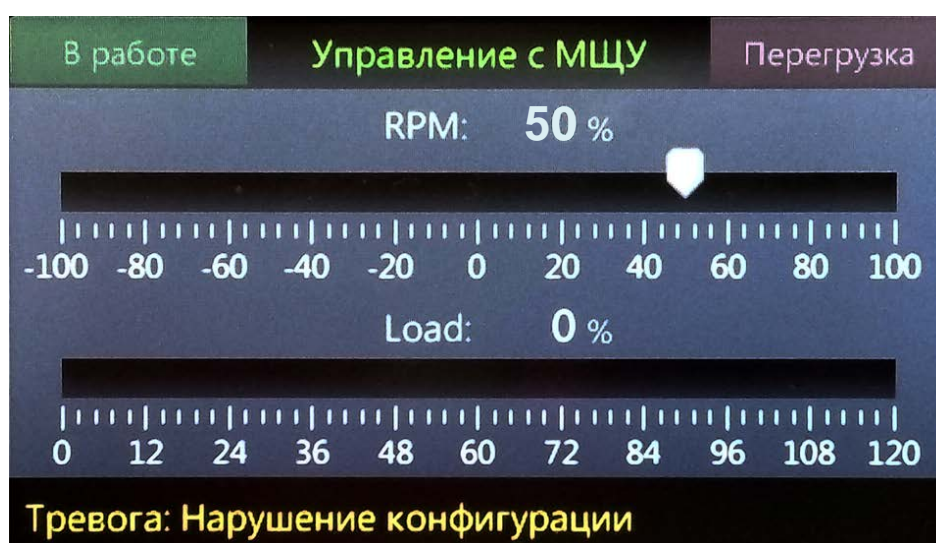 В работе Управление с МЩУ Перегрузка
RPM: 50 %
-100 -80 -60 -40 -20 0 20 40 60 80 100
Load: 0 %
0 12 24 36 48 60 72 84 96 108 120
Тревога: Нарушение конфигурации